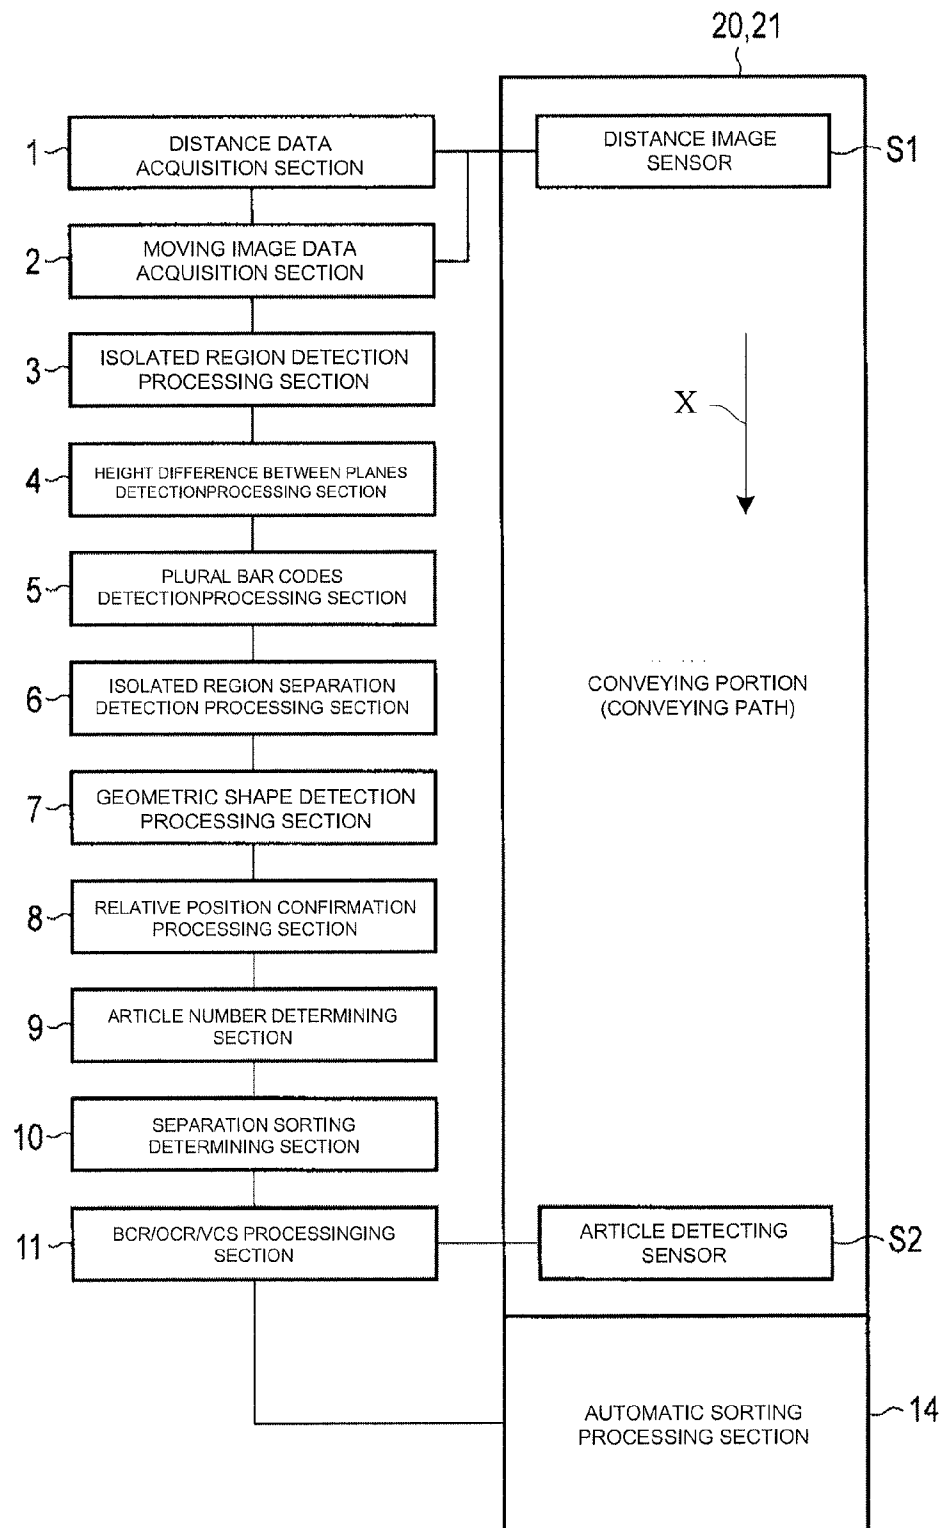 20,21
1
DISTANCE DATA
ACQUISITION SECTION
DISTANCE IMAGE
SENSOR
S1
2
MOVING IMAGE DATA
ACQUISITION SECTION
3
ISOLATED REGION DETECTION
PROCESSING SECTION
X
4
HEIGHT DIFFERENCE BETWEEN PLANES
DETECTIONPROCESSING SECTION
5
PLURAL BAR CODES
DETECTIONPROCESSING SECTION
6
ISOLATED REGION SEPARATION
DETECTION PROCESSING SECTION
CONVEYING PORTION
(CONVEYING PATH)
7
GEOMETRIC SHAPE DETECTION
PROCESSING SECTION
8
RELATIVE POSITION CONFIRMATION
PROCESSING SECTION
9
ARTICLE NUMBER DETERMINING
SECTION
10
SEPARATION SORTING
DETERMINING SECTION
11
BCR/OCR/VCS PROCESSINGING
SECTION
ARTICLE DETECTING
SENSOR
S2
AUTOMATIC SORTING
PROCESSING SECTION
14